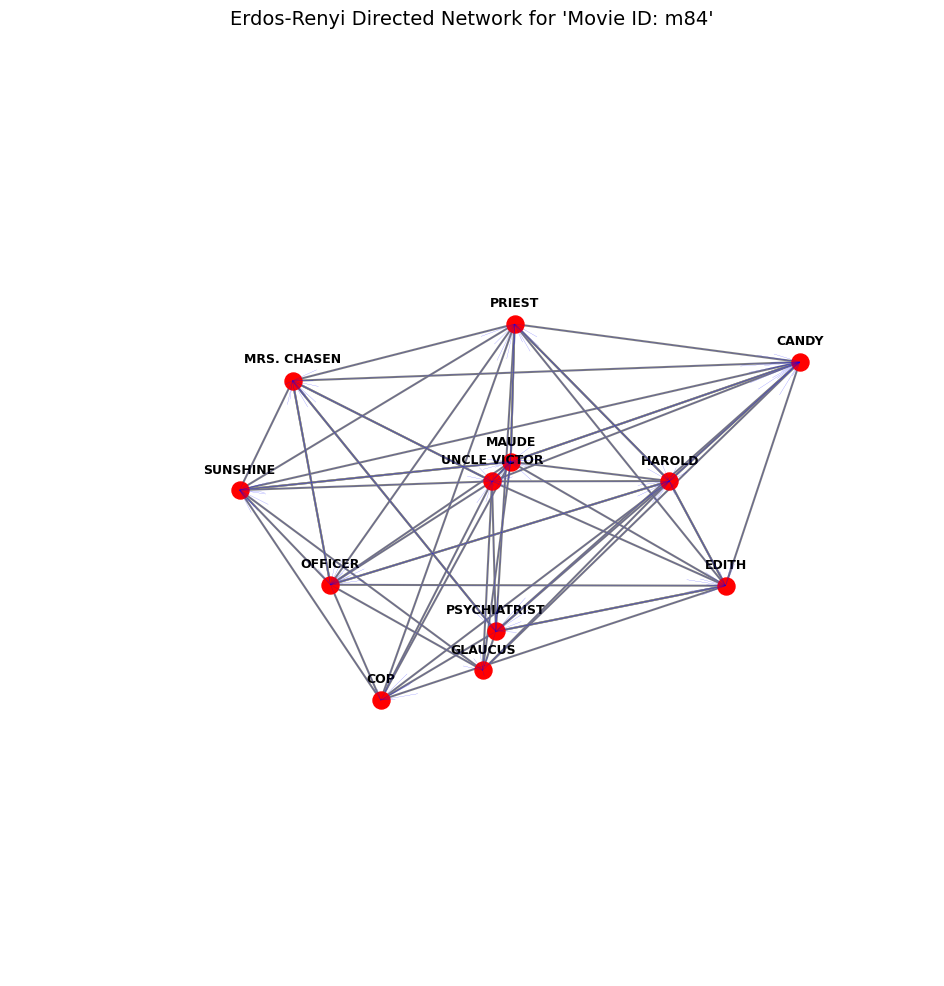 Erdos-Renyi Directed Network for 'Movie ID: m84'
PRIEST
CANDY
MRS. CHASEN
MAUDE
UNCLE VICTOR
HAROLD
SUNSHINE
OFFICER
EDITH
PSYCHIATRIST
GLAUCUS
COP